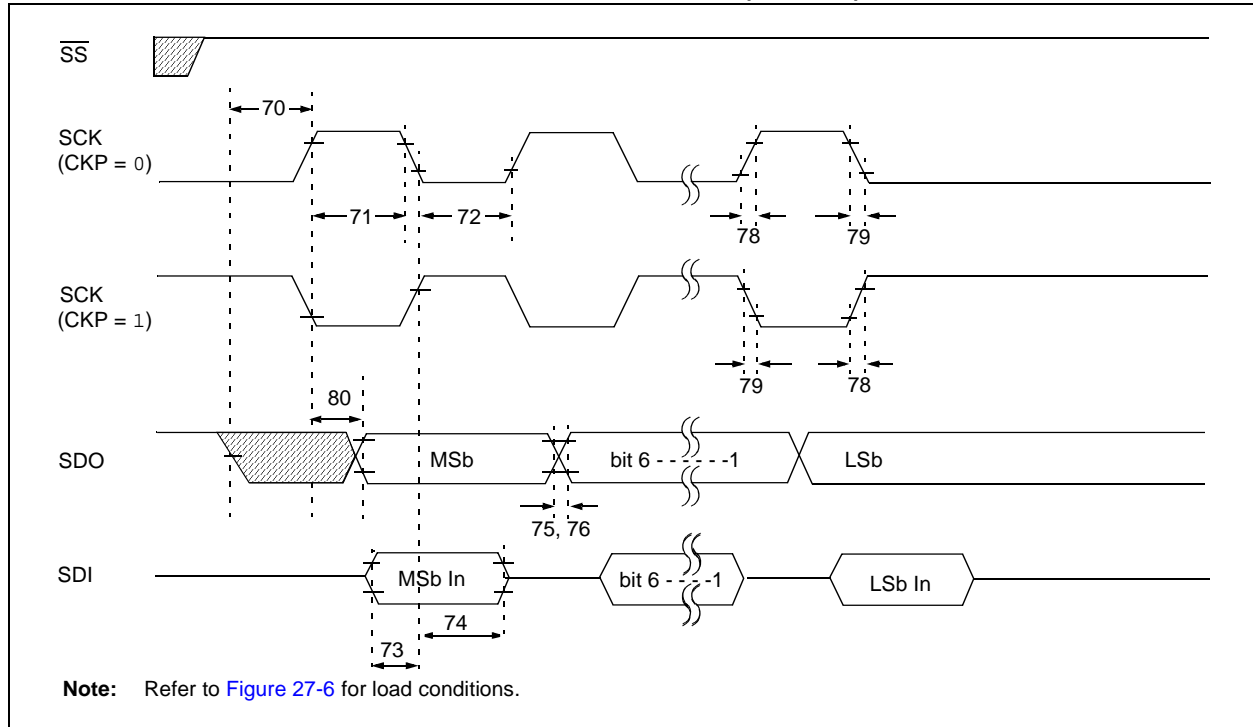 SS
70
SCK
(CKP = 0)
71
72
78
79
SCK
(CKP = 1)
79
78
80
SDO
MSb
bit 6 - - - - - -1
LSb
75, 76
SDI
MSb In
bit 6 - - - -1
LSb In
74
73
Note: Refer to Figure 27-6 for load conditions.